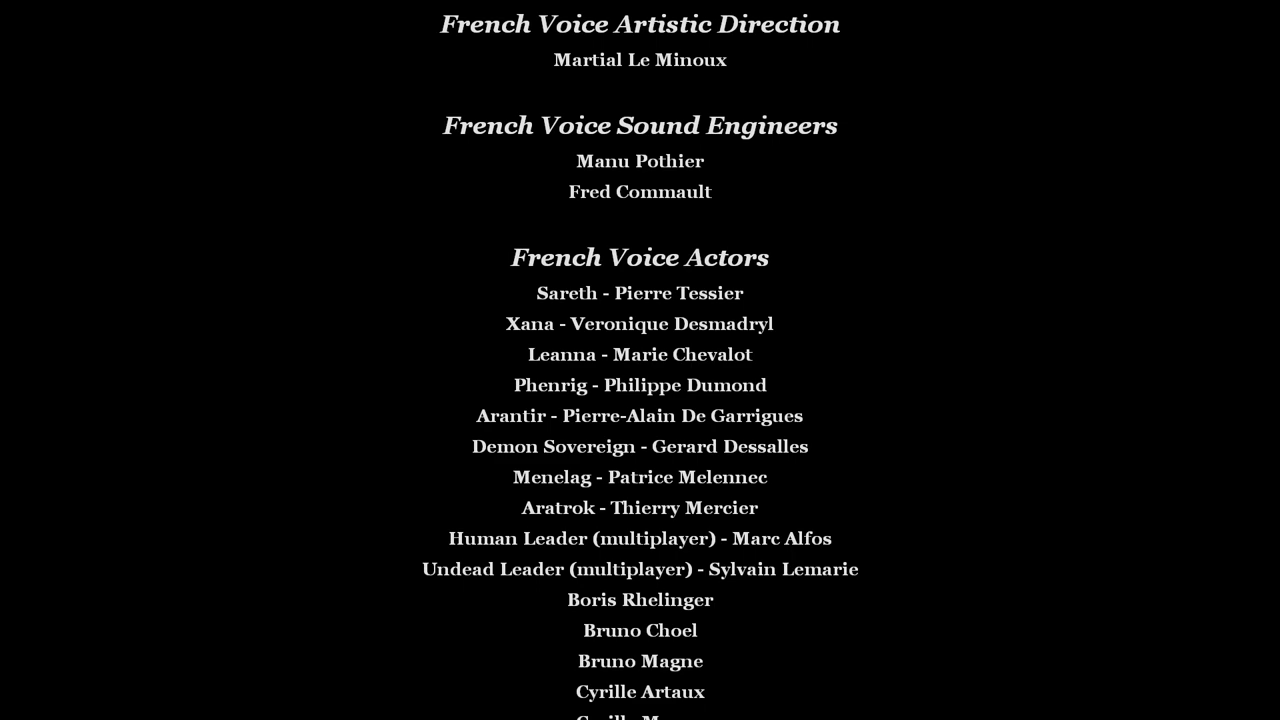 French Voice Artistic Direction
Martial Le Minoux
French Voice Sound Engineers
Manu Pothier
Fred Commault
French Voice Actors
Sareth - Pierre Tessier
Xana - Veronique Desmadryl
Leanna - Marie Chevalot
Phenrig - Philippe Dumond
Arantir - Pierre-Alain De Garrigues
Demon Sovereign - Gerard Dessalles
Menelag - Patrice Melennec
Aratrok - Thierry Mercier
Human Leader (multiplayer) - Marc Alfos
Undead Leader (multiplayer) - Sylvain Lemarie
Boris Rhelinger
Bruno Choel
Bruno Magne
Cyrille Artaux